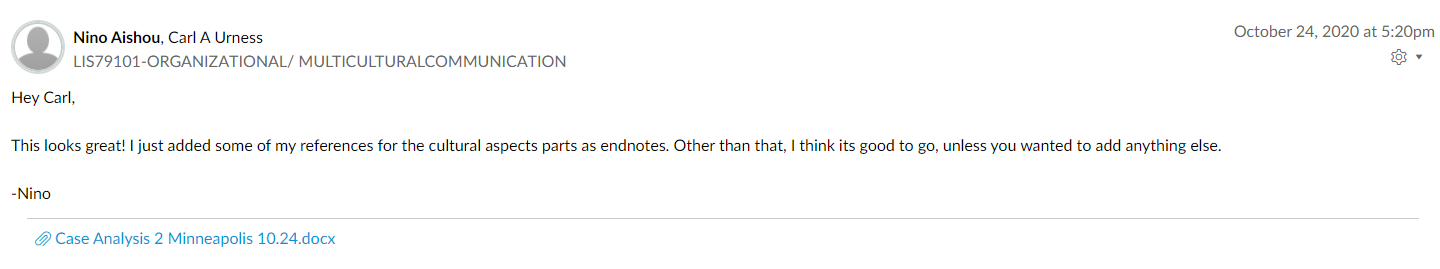 Nino Aishou, Carl A Urness
October 24, 2020 at 5:20pm
LIS79101-ORGANIZATIONAL/ MULTICULTURALCOMMUNICATION
Hey Carl,
This looks great! I just added some of my references for the cultural aspects parts as endnotes. Other than that, I think its good to go, unless you wanted to add anything else.
-Nino
Case Analysis 2 Minneapolis 10.24.docx